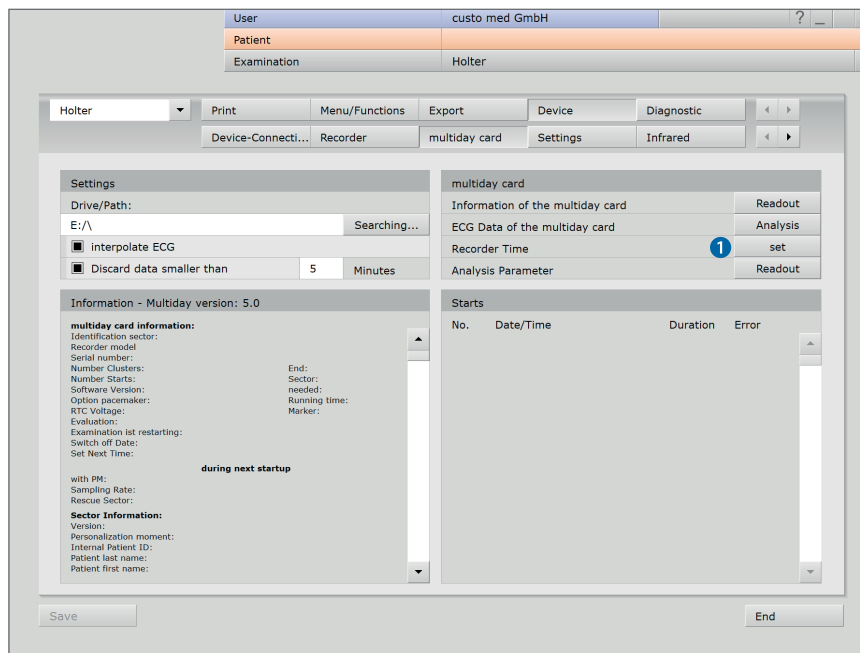 User custo med GmbH ? _
Patient
Examination Holter
Holter Print Menu/Functions Export Device Diagnostic
Device-Connecti... Recorder multiday card Settings Infrared
Settings
Drive/Path:
E:/\ Searching...
interpolate ECG
Discard data smaller than 5 Minutes
multiday card
Information of the multiday card Readout
ECG Data of the multiday card Analysis
Recorder Time 1 set
Analysis Parameter Readout
Information - Multiday version: 5.0
multiday card information:
Identification sector:
Recorder model
Serial number:
Number Clusters: End:
Number Starts: Sector:
Software Version: needed:
Option pacemaker: Running time:
RTC Voltage: Marker:
Evaluation:
Examination ist restarting:
Switch off Date:
Set Next Time:
during next startup
with PM:
Sampling Rate:
Rescue Sector:
Sector Information:
Version:
Personalization moment:
Internal Patient ID:
Patient last name:
Patient first name:
Starts
No. Date/Time Duration Error
Save End